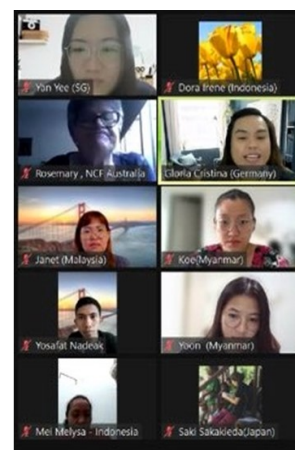 Yan Yee (SG)
Dora Irene (Indonesia)
Rosemary , NCF Australia
Gloria Cristina (Germany)
Janet (Malaysia)
Koe(Myanmar)
Yosafat Nadeak
Yoon (Myanmar)
Mei Melysa - Indonesia
Saki Sakakieda(Japan)